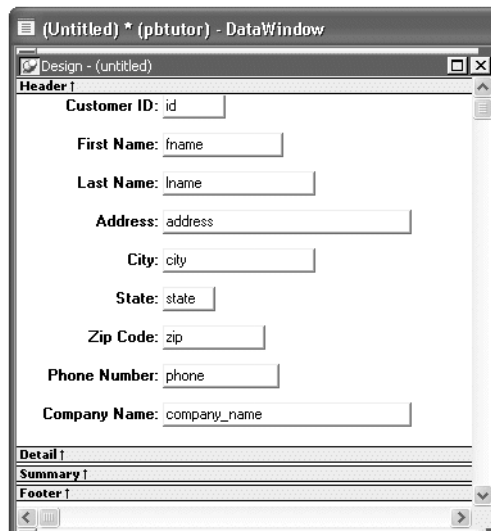 (Untitled) * (pbtutor) - DataWindow
Design - (untitled)
Header ↑
Customer ID: id
First Name: fname
Last Name: lname
Address: address
City: city
State: state
Zip Code: zip
Phone Number: phone
Company Name: company_name
Detail ↑
Summary ↑
Footer ↑